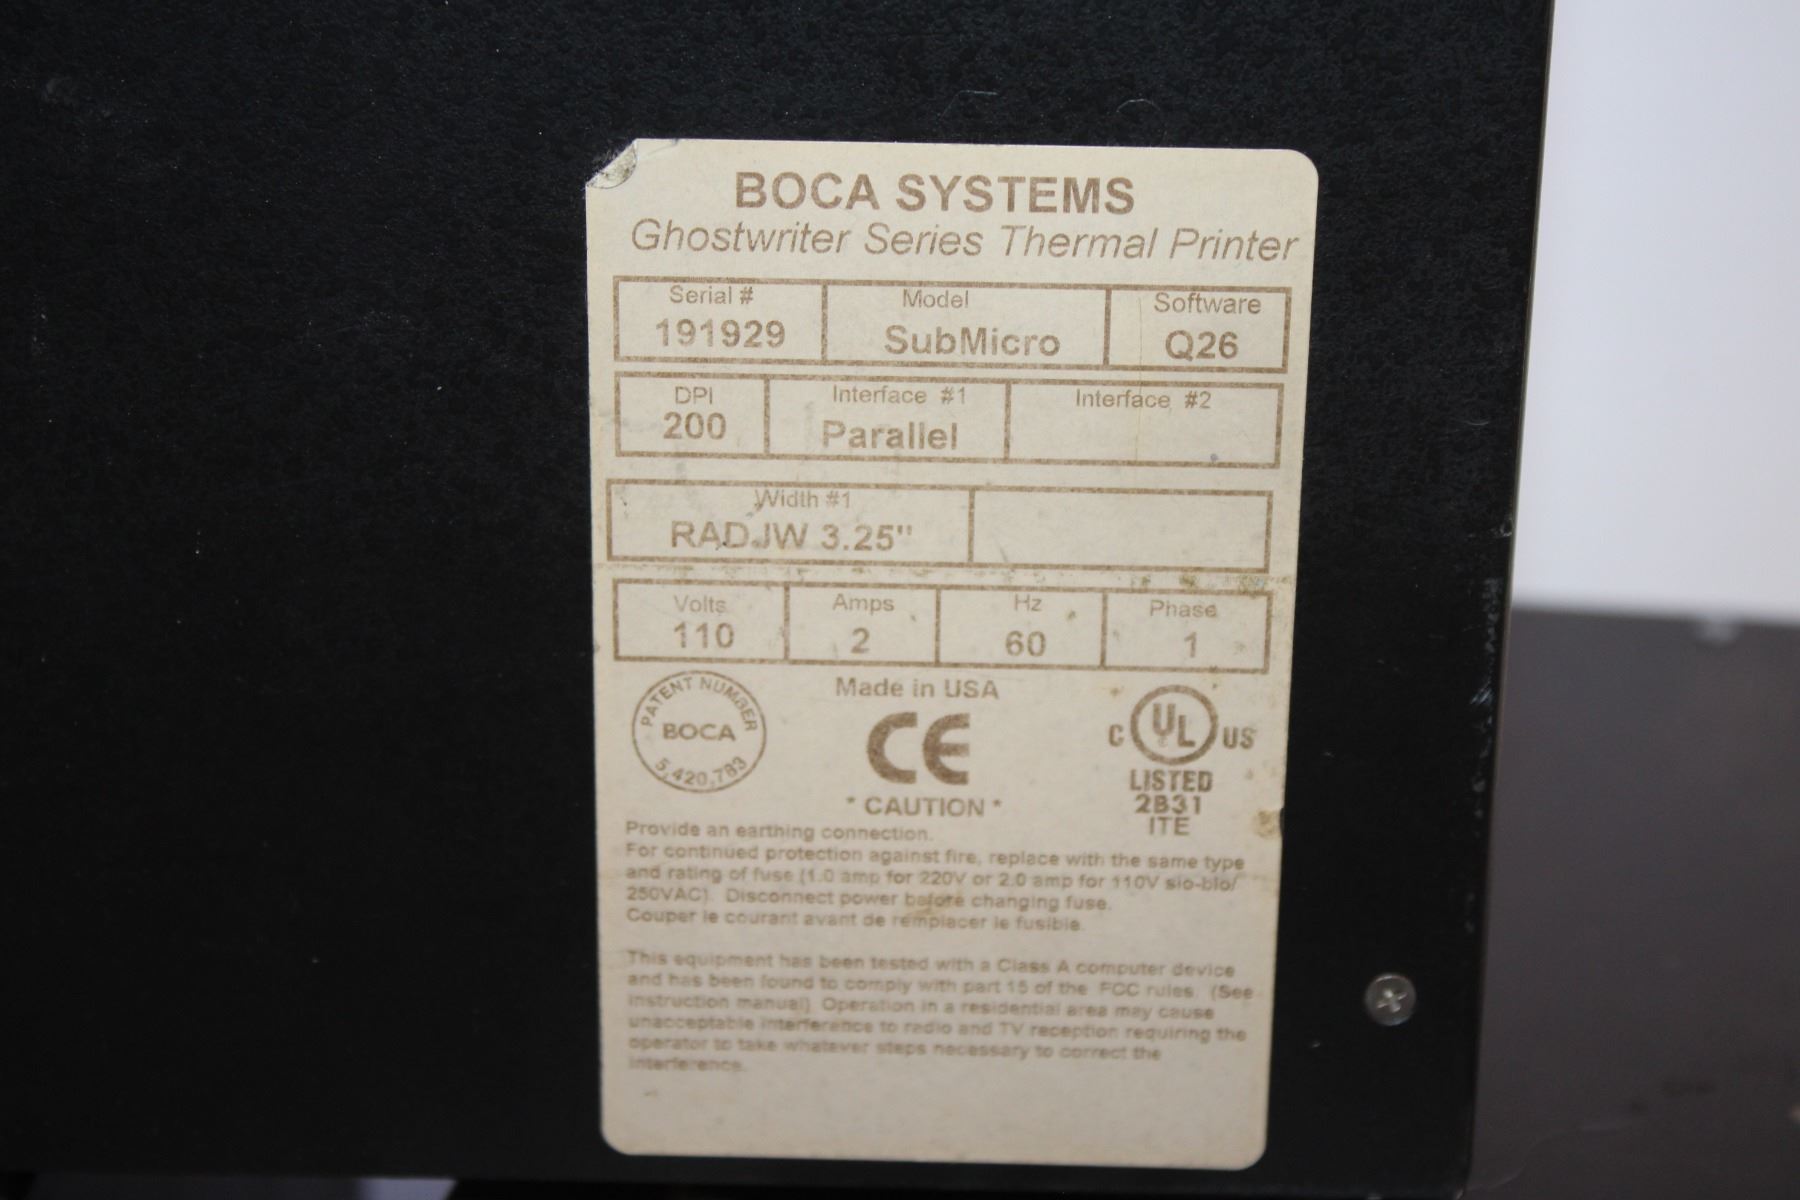 BOCA SYSTEMS
Ghostwriter Series Thermal Printer
Serial # Model Software
191929 SubMicro Q26
DPI Interface #1 Interface #2
200 Parallel
Width #1
RADJW 3.25"
Volts Amps Hz Phase
110 2 60 1
PATENT NUMBER
BOCA
5,420,783
Made in USA
CE
C UL US
LISTED
2B31
ITE
* CAUTION *
Provide an earthing connection.
For continued protection against fire, replace with the same type
and rating of fuse (1.0 amp for 220V or 2.0 amp for 110V slo-blo/
250VAC). Disconnect power before changing fuse.
Couper le courant avant de remplacer le fusible.
This equipment has been tested with a Class A computer device
and has been found to comply with part 15 of the FCC rules. (See
instruction manual) Operation in a residential area may cause
unacceptable interference to radio and TV reception requiring the
operator to take whatever steps necessary to correct the
interference.